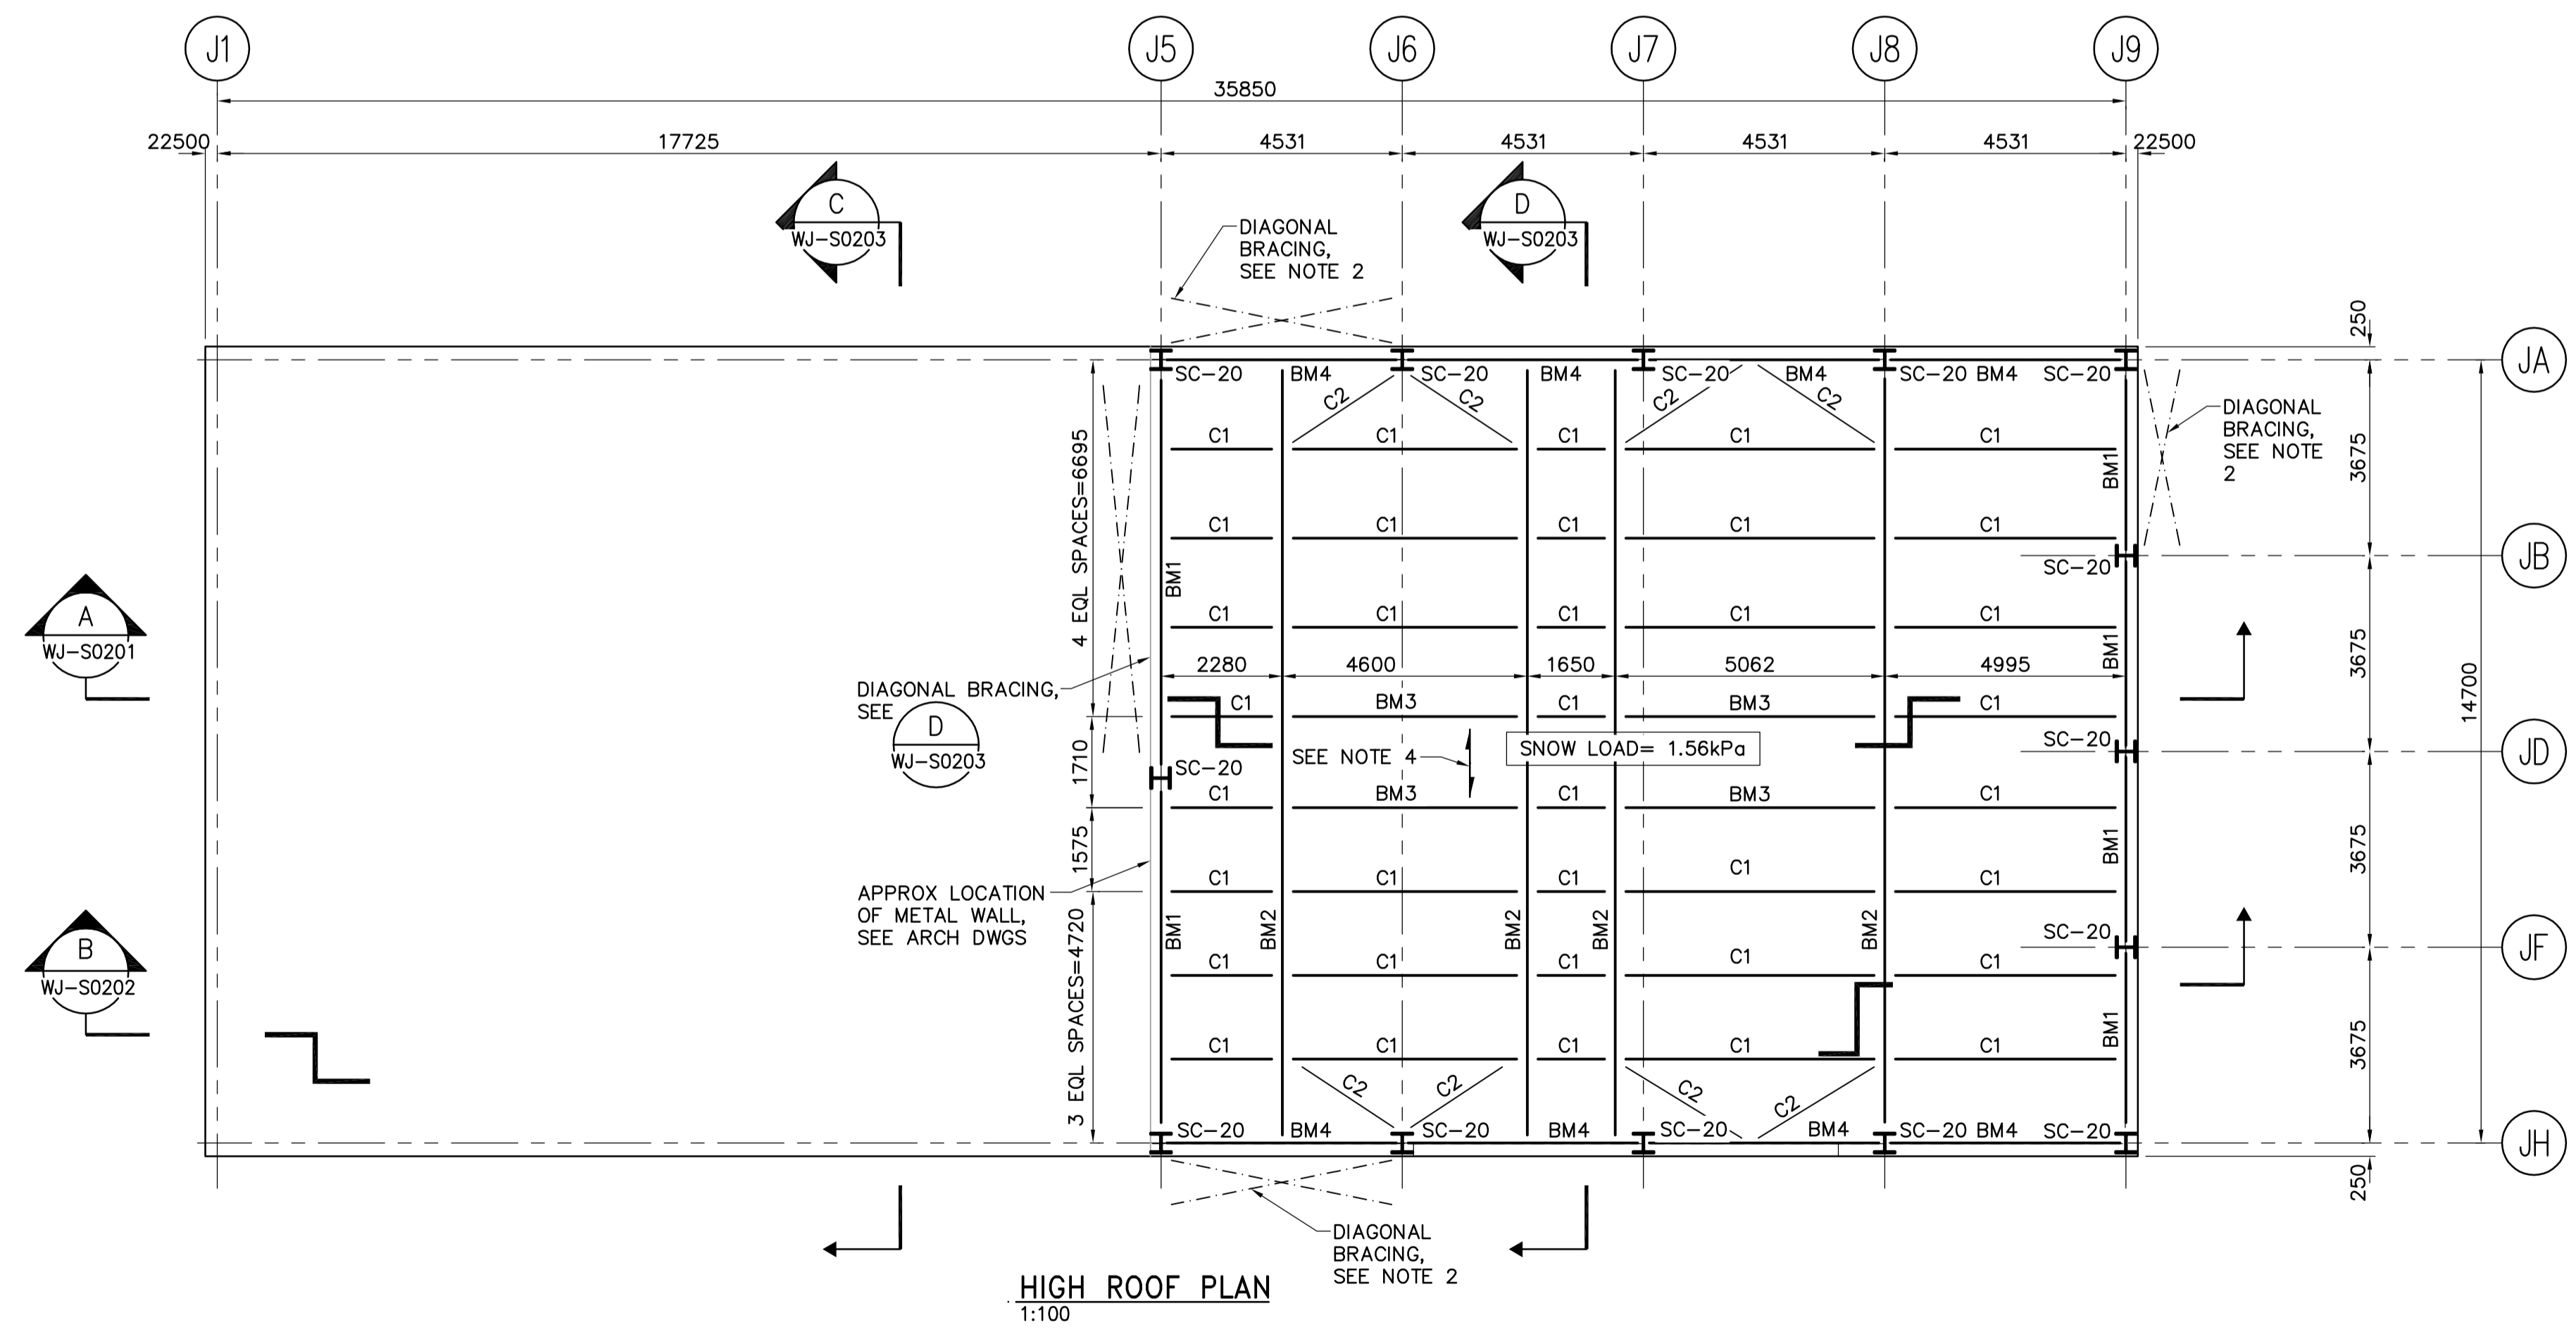 J1
J5
J6
J7
J8
J9
35850
22500
17725
4531
4531
4531
4531
22500
C
WJ-S0203
D
WJ-S0203
DIAGONAL
BRACING,
SEE NOTE 2
250
JA
SC-20
BM4
SC-20
BM4
SC-20
BM4
SC-20
BM4
SC-20
C2
C2
C2
C2
DIAGONAL
BRACING,
SEE NOTE
2
C1
C1
C1
C1
C1
BM1
3675
4 EQL SPACES=6695
C1
C1
C1
C1
C1
JB
SC-20
BM1
A
WJ-S0201
C1
C1
C1
C1
C1
BM1
3675
2280
4600
1650
5062
4995
14700
DIAGONAL BRACING,
SEE
D
WJ-S0203
C1
BM3
C1
BM3
C1
SC-20
JD
SEE NOTE 4
SNOW LOAD= 1.56kPa
1710
SC-20
C1
BM3
C1
BM3
C1
1575
BM1
3675
APPROX LOCATION
OF METAL WALL,
SEE ARCH DWGS
C1
C1
C1
C1
C1
BM1
BM2
BM2
BM2
BM2
SC-20
JF
B
WJ-S0202
3 EQL SPACES=4720
C1
C1
C1
C1
C1
BM1
3675
C1
C1
C1
C1
C1
C2
C2
C2
C2
SC-20
BM4
SC-20
BM4
SC-20
BM4
SC-20
BM4
SC-20
JH
250
DIAGONAL
BRACING,
SEE NOTE 2
HIGH ROOF PLAN
1:100